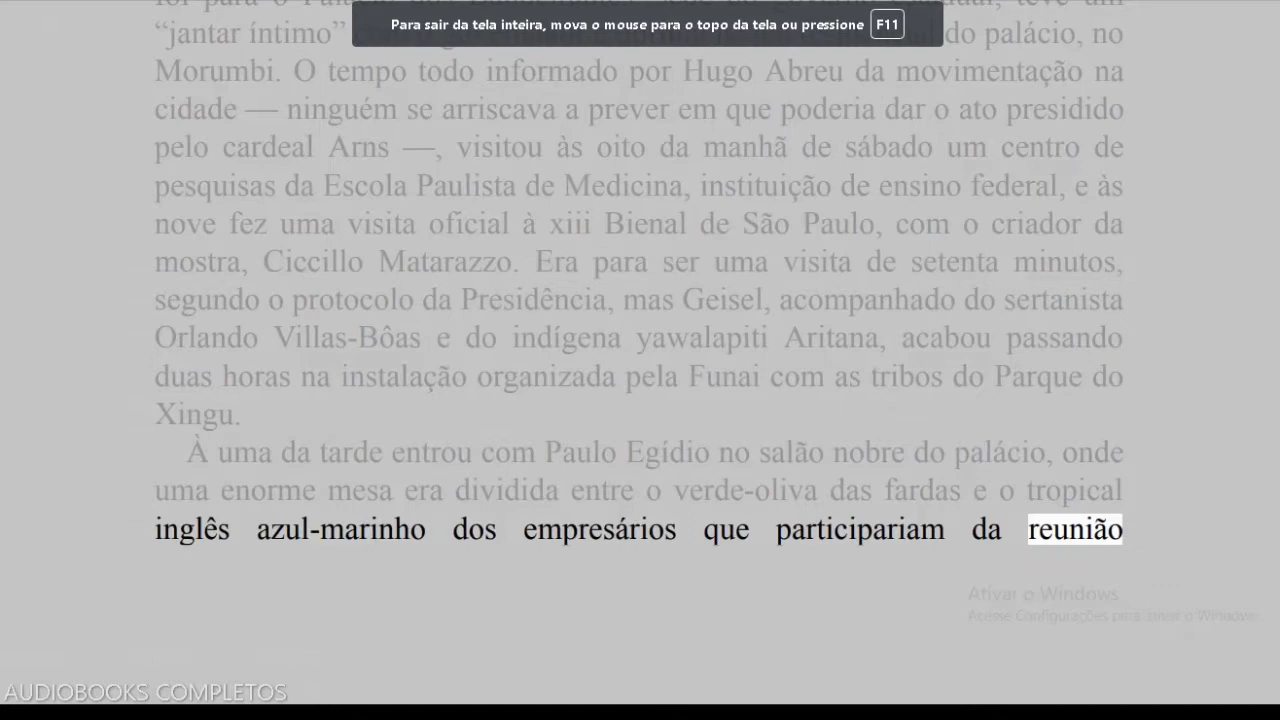 Para sair da tela inteira, mova o mouse para o topo da tela ou pressione F11
“jantar íntimo” do palácio, no
Morumbi. O tempo todo informado por Hugo Abreu da movimentação na
cidade — ninguém se arriscava a prever em que poderia dar o ato presidido
pelo cardeal Arns —, visitou às oito da manhã de sábado um centro de
pesquisas da Escola Paulista de Medicina, instituição de ensino federal, e às
nove fez uma visita oficial à xiii Bienal de São Paulo, com o criador da
mostra, Ciccillo Matarazzo. Era para ser uma visita de setenta minutos,
segundo o protocolo da Presidência, mas Geisel, acompanhado do sertanista
Orlando Villas-Bôas e do indígena yawalapiti Aritana, acabou passando
duas horas na instalação organizada pela Funai com as tribos do Parque do
Xingu.
À uma da tarde entrou com Paulo Egídio no salão nobre do palácio, onde
uma enorme mesa era dividida entre o verde-oliva das fardas e o tropical
inglês azul-marinho dos empresários que participariam da reunião
Ativar o Windows
Acesse Configurações para ativar o Windows.
AUDIOBOOKS COMPLETOS